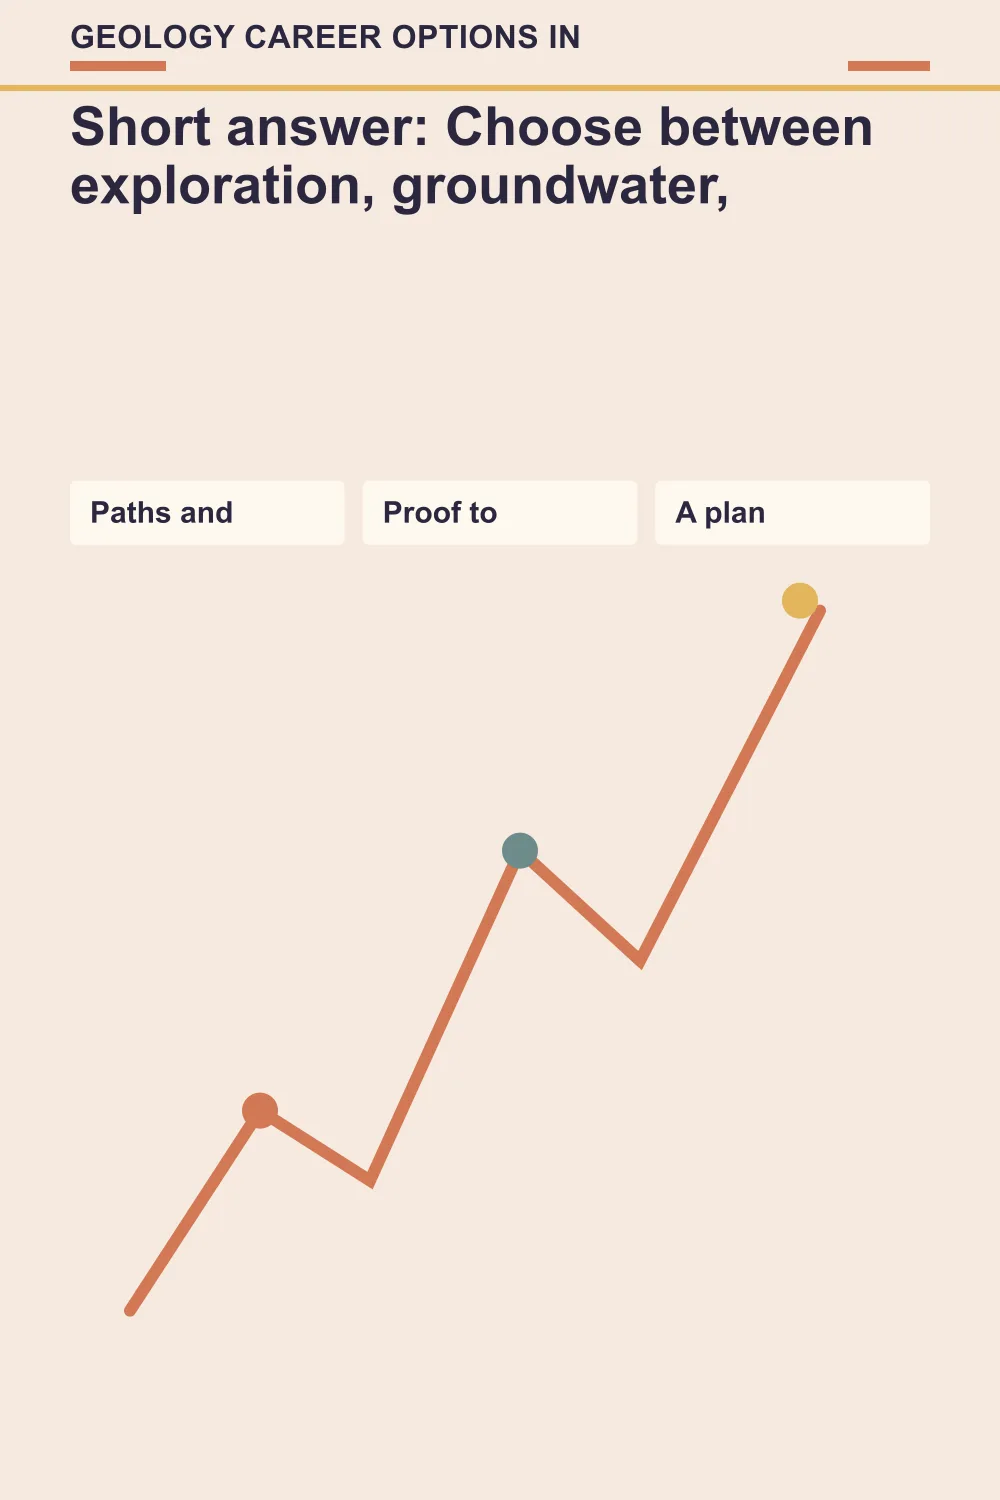 GEOLOGY CAREER OPTIONS IN
Short answer: Choose between
exploration, groundwater,
Paths and
Proof to
A plan